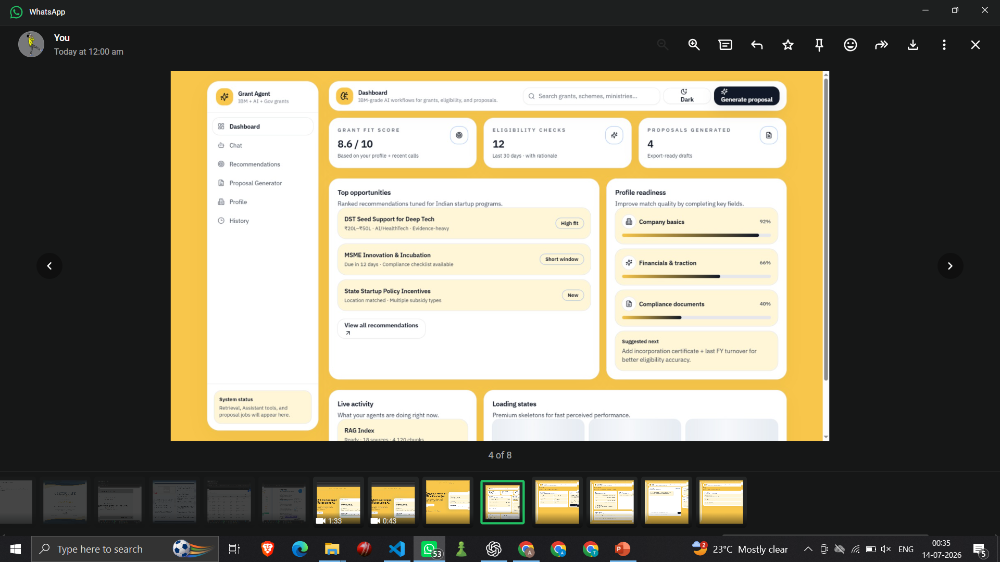 WhatsApp
You
Today at 12:00 am
Grant Agent
IBM + AI + Gov grants
Dashboard
Chat
Recommendations
Proposal Generator
Profile
History
System status
Retrieval, Assistant tools, and
proposal jobs will appear here.
Dashboard
IBM-grade AI workflows for grants, eligibility, and proposals.
Search grants, schemes, ministries...
Dark
Generate proposal
GRANT FIT SCORE
8.6 / 10
Based on your profile + recent calls
ELIGIBILITY CHECKS
12
Last 30 days · with rationale
PROPOSALS GENERATED
4
Export-ready drafts
Top opportunities
Ranked recommendations tuned for Indian startup programs.
DST Seed Support for Deep Tech
₹20L–₹50L · AI/HealthTech · Evidence-heavy
High fit
MSME Innovation & Incubation
Due in 12 days · Compliance checklist available
Short window
State Startup Policy Incentives
Location matched · Multiple subsidy types
New
View all recommendations
Profile readiness
Improve match quality by completing key fields.
Company basics
92%
Financials & traction
66%
Compliance documents
40%
Suggested next
Add incorporation certificate + last FY turnover for
better eligibility accuracy.
Live activity
What your agents are doing right now.
RAG Index
Ready · 18 sources · 4,120 chunks
Loading states
Premium skeletons for fast perceived performance.
4 of 8
1:33
0:43
Type here to search
53
2
23°C Mostly clear
ENG
00:35
14-07-2026
5